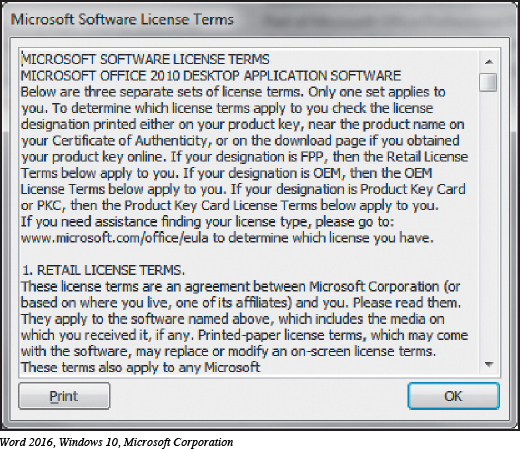 Microsoft Software License Terms
MICROSOFT SOFTWARE LICENSE TERMS
MICROSOFT OFFICE 2010 DESKTOP APPLICATION SOFTWARE
Below are three separate sets of license terms. Only one set applies to
you. To determine which license terms apply to you check the license
designation printed either on your product key, near the product name on
your Certificate of Authenticity, or on the download page if you obtained
your product key online. If your designation is FPP, then the Retail License
Terms below apply to you. If your designation is OEM, then the OEM
License Terms below apply to you. If your designation is Product Key Card
or PKC, then the Product Key Card License Terms below apply to you.
If you need assistance finding your license type, please go to:
www.microsoft.com/office/eula to determine which license you have.
1. RETAIL LICENSE TERMS.
These license terms are an agreement between Microsoft Corporation (or
based on where you live, one of its affiliates) and you. Please read them.
They apply to the software named above, which includes the media on
which you received it, if any. Printed-paper license terms, which may come
with the software, may replace or modify an on-screen license terms.
These terms also apply to any Microsoft
Print OK
Word 2016, Windows 10, Microsoft Corporation